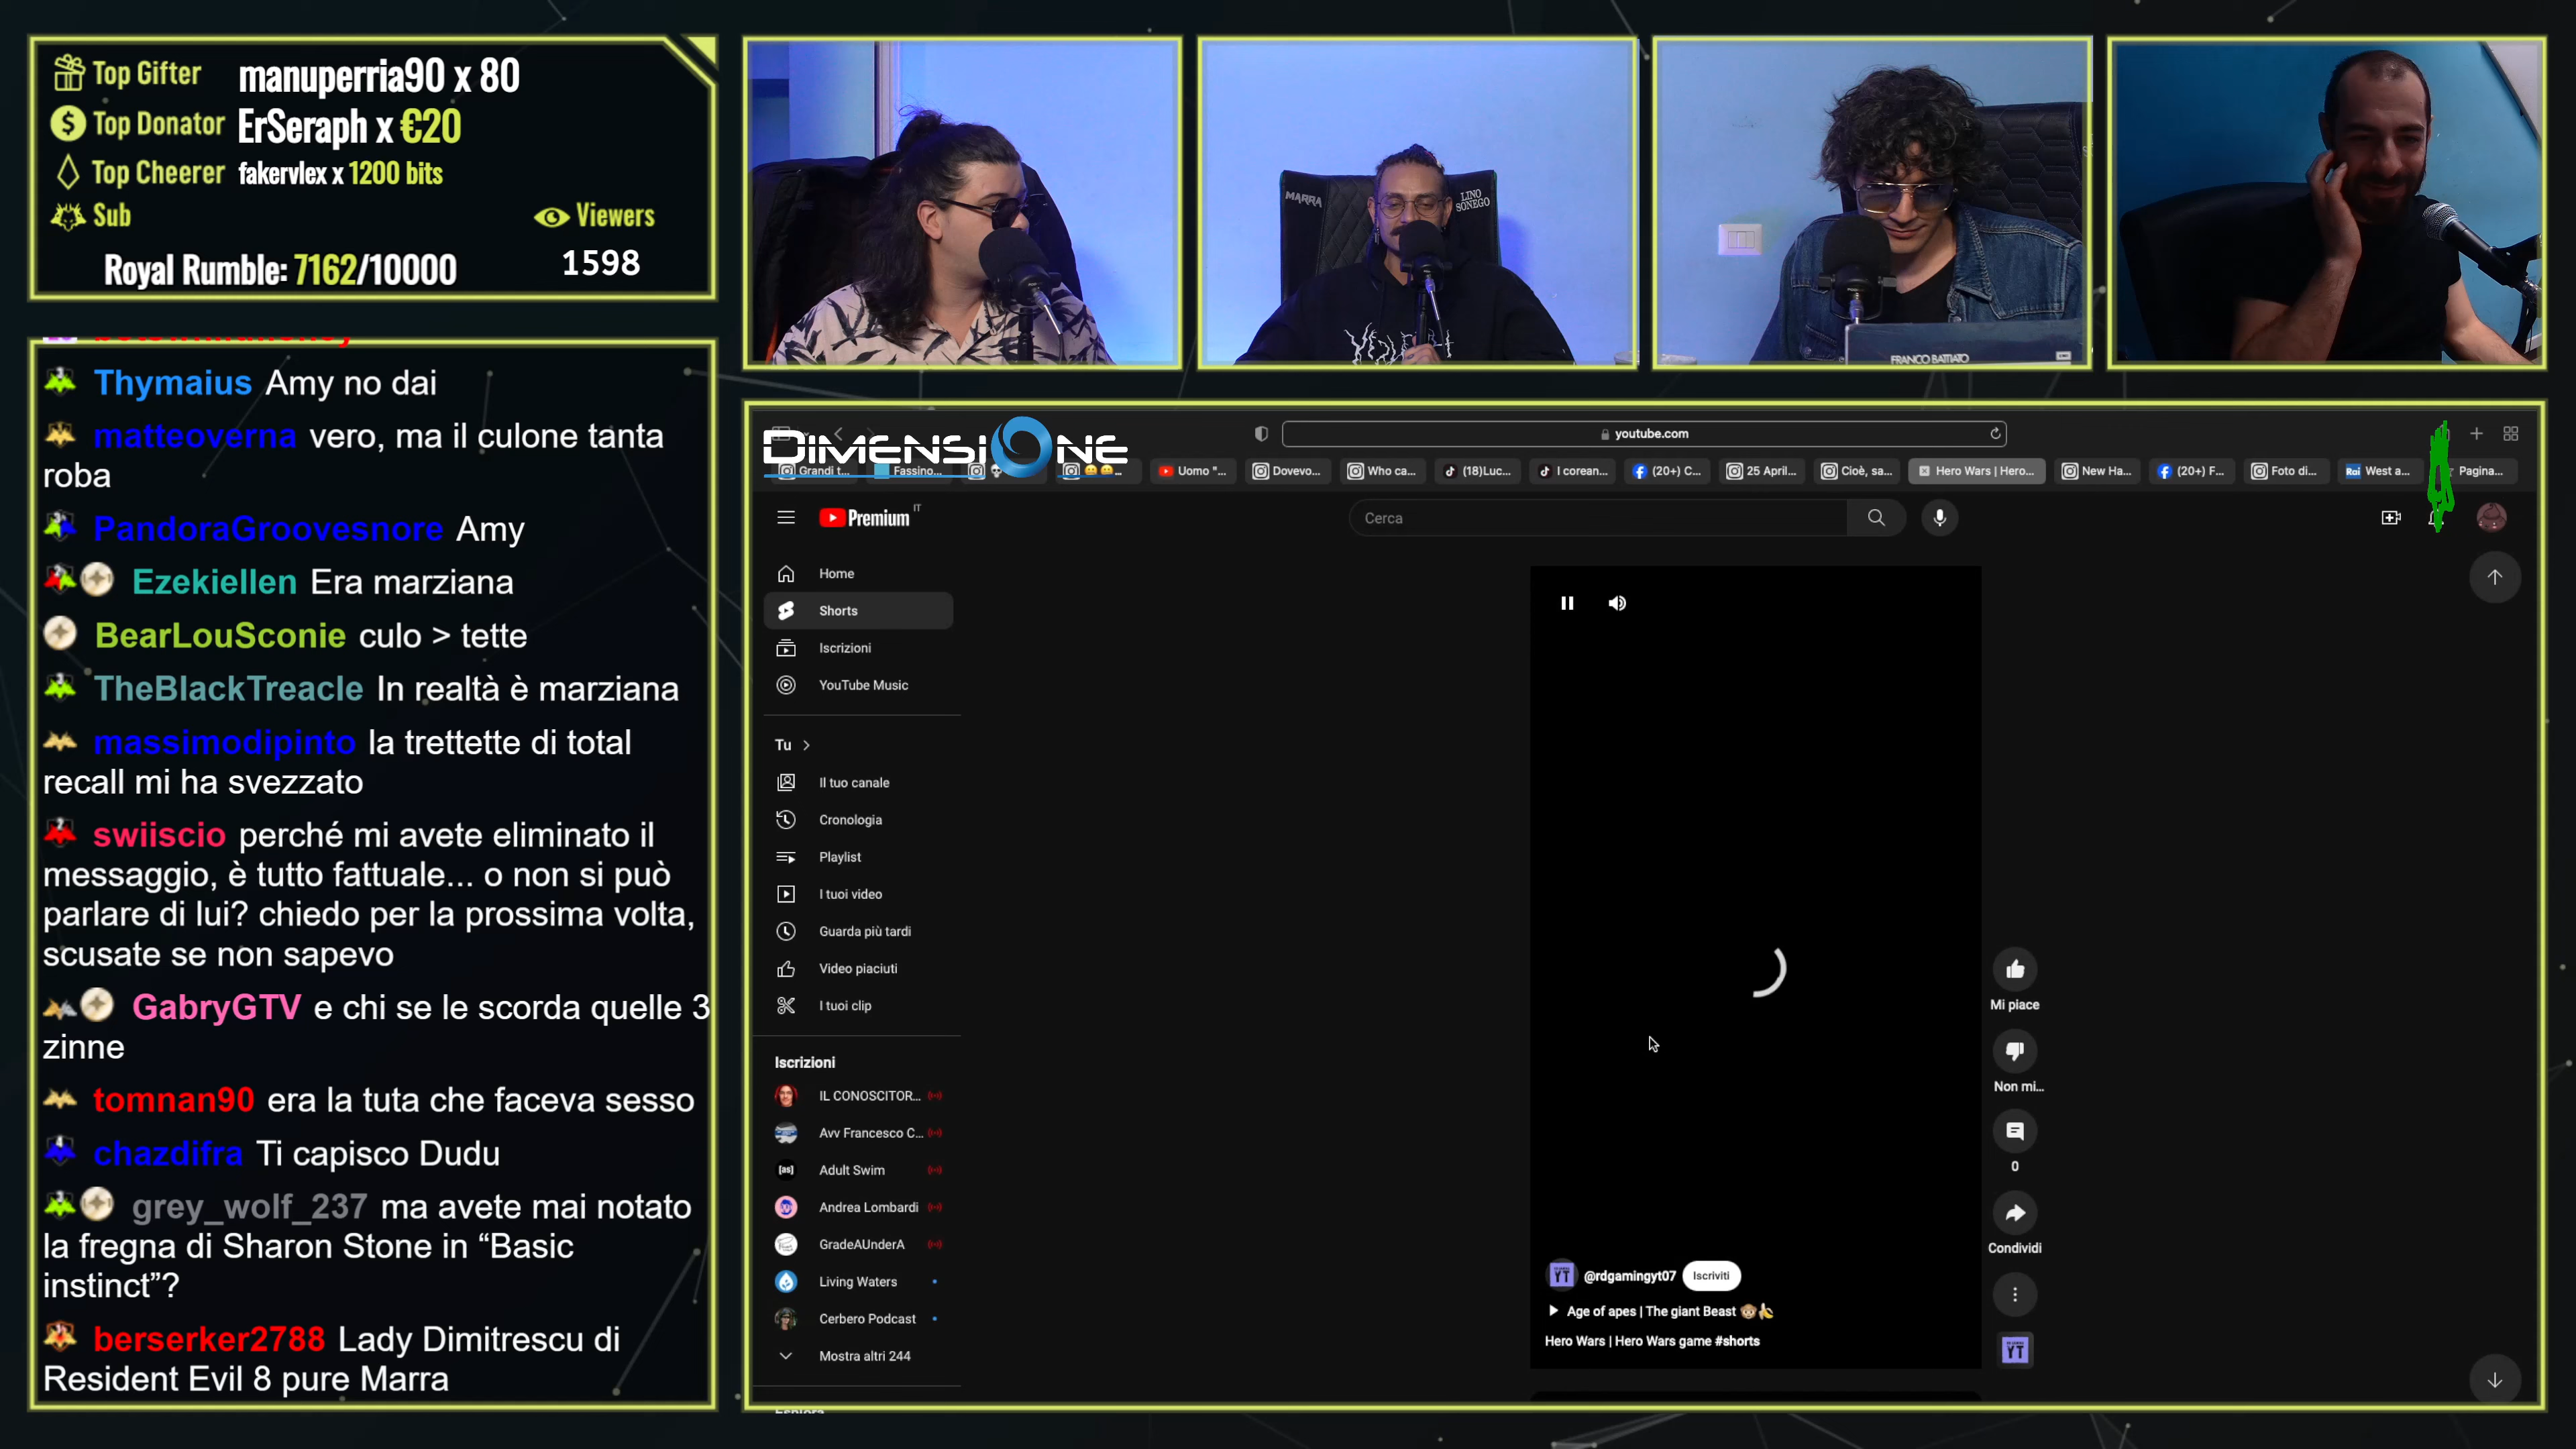 Top Gifter manuperria90 x 80
Top Donator ErSeraph x €20
Top Cheerer fakervlex x 1200 bits
Sub
Viewers
Royal Rumble: 7162/10000
1598
Thymaius Amy no dai
matteoverna vero, ma il culone tanta
roba
PandoraGroovesnore Amy
Ezekiellen Era marziana
BearLouSconie culo > tette
TheBlackTreacle In realtà è marziana
massimodipinto la trettette di total
recall mi ha svezzato
swiiscio perché mi avete eliminato il
messaggio, è tutto fattuale... o non si può
parlare di lui? chiedo per la prossima volta,
scusate se non sapevo
GabryGTV e chi se le scorda quelle 3
zinne
tomnan90 era la tuta che faceva sesso
chazdifra Ti capisco Dudu
grey_wolf_237 ma avete mai notato
la fregna di Sharon Stone in “Basic
instinct”?
berserker2788 Lady Dimitrescu di
Resident Evil 8 pure Marra
MARRA
LINO
SONEGO
FRANCO BATTIATO
DIMENSIONE
youtube.com
Grandi t...
Fassino...
Uomo "...
Dovevo...
Who ca...
(18)Luc...
I corean...
(20+) C...
25 April...
Cioè, sa...
Hero Wars | Hero...
New Ha...
(20+) F...
Foto di...
Rai West a...
Pagina...
Premium IT
Cerca
Home
Shorts
Iscrizioni
YouTube Music
Tu
Il tuo canale
Cronologia
Playlist
I tuoi video
Guarda più tardi
Video piaciuti
I tuoi clip
Iscrizioni
IL CONOSCITOR...
Avv Francesco C...
[as] Adult Swim
Andrea Lombardi
GradeAUnderA
Living Waters
Cerbero Podcast
Mostra altri 244
Mi piace
Non mi...
0
Condividi
YT
YT @rdgamingyt07 Iscriviti
Age of apes | The giant Beast 🐵🍌
Hero Wars | Hero Wars game #shorts